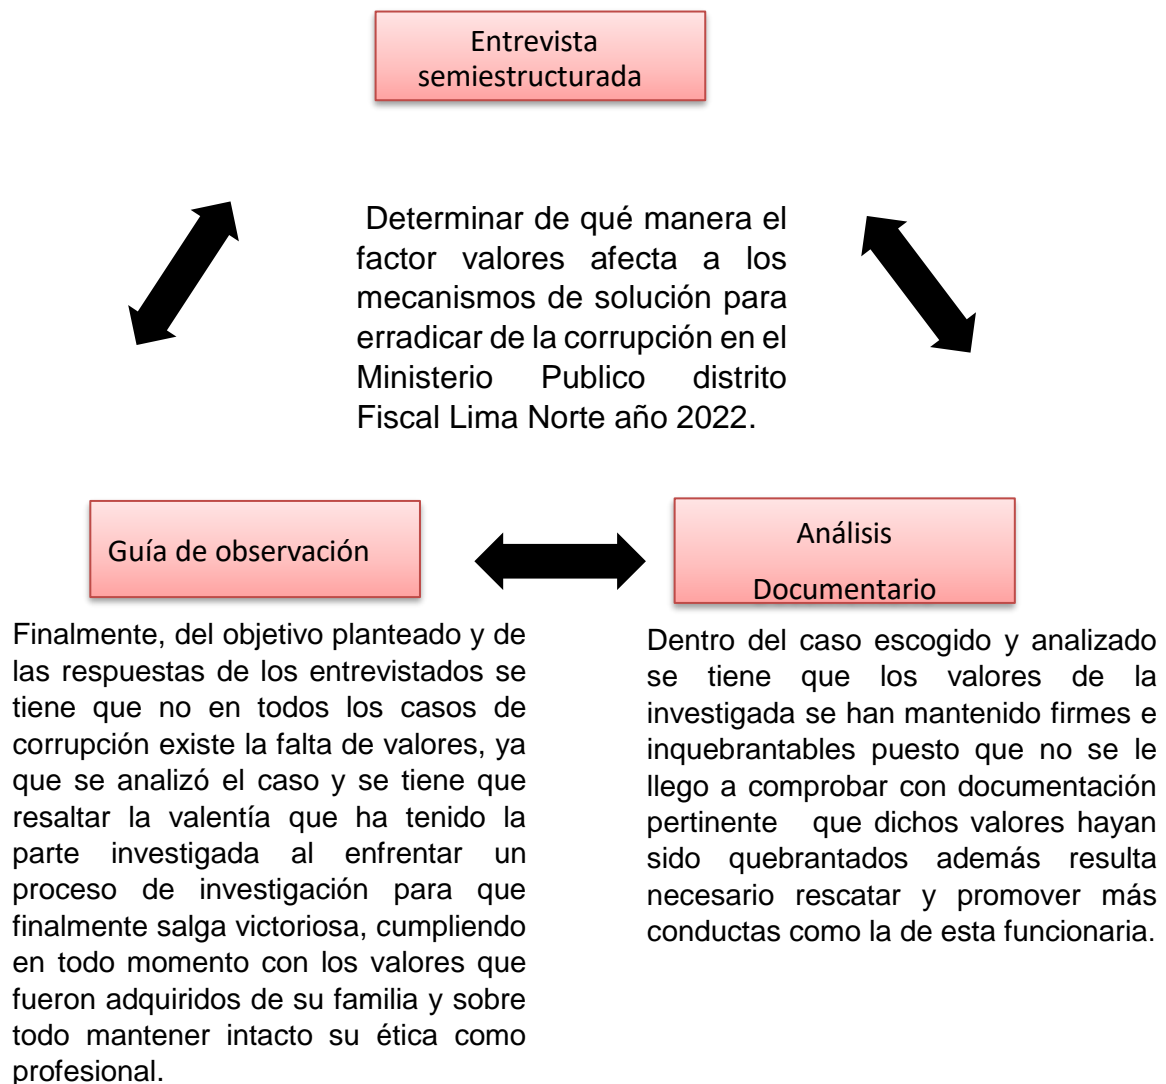 Entrevista
semiestructurada
Determinar de qué manera el
factor valores afecta a los
mecanismos de solución para
erradicar de la corrupción en el
Ministerio Publico distrito
Fiscal Lima Norte año 2022.
Guía de observación
Finalmente, del objetivo planteado y de
las respuestas de los entrevistados se
tiene que no en todos los casos de
corrupción existe la falta de valores, ya
que se analizó el caso y se tiene que
resaltar la valentía que ha tenido la
parte investigada al enfrentar un
proceso de investigación para que
finalmente salga victoriosa, cumpliendo
en todo momento con los valores que
fueron adquiridos de su familia y sobre
todo mantener intacto su ética como
profesional.
Análisis
Documentario
Dentro del caso escogido y analizado
se tiene que los valores de la
investigada se han mantenido firmes e
inquebrantables puesto que no se le
llego a comprobar con documentación
pertinente que dichos valores hayan
sido quebrantados además resulta
necesario rescatar y promover más
conductas como la de esta funcionaria.